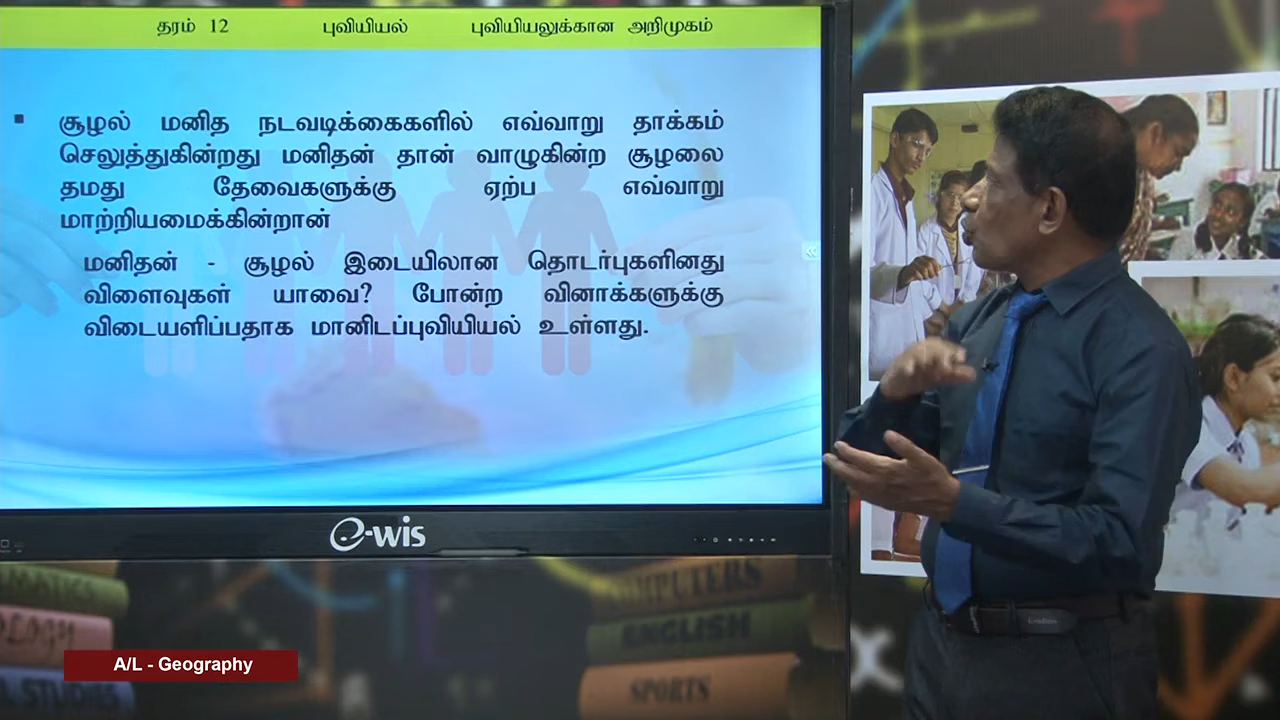 தரம் 12 புவியியல் புவியியலுக்கான அறிமுகம்
சூழல் மனித நடவடிக்கைகளில் எவ்வாறு தாக்கம்
செலுத்துகின்றது மனிதன் தான் வாழுகின்ற சூழலை
தமது தேவைகளுக்கு ஏற்ப எவ்வாறு
மாற்றியமைக்கின்றான்
மனிதன் - சூழல் இடையிலான தொடர்புகளினது
விளைவுகள் யாவை? போன்ற வினாக்களுக்கு
விடையளிப்பதாக மானிடப்புவியியல் உள்ளது.
e-wis
COMPUTERS
ENGLISH
SPORTS
A/L - Geography